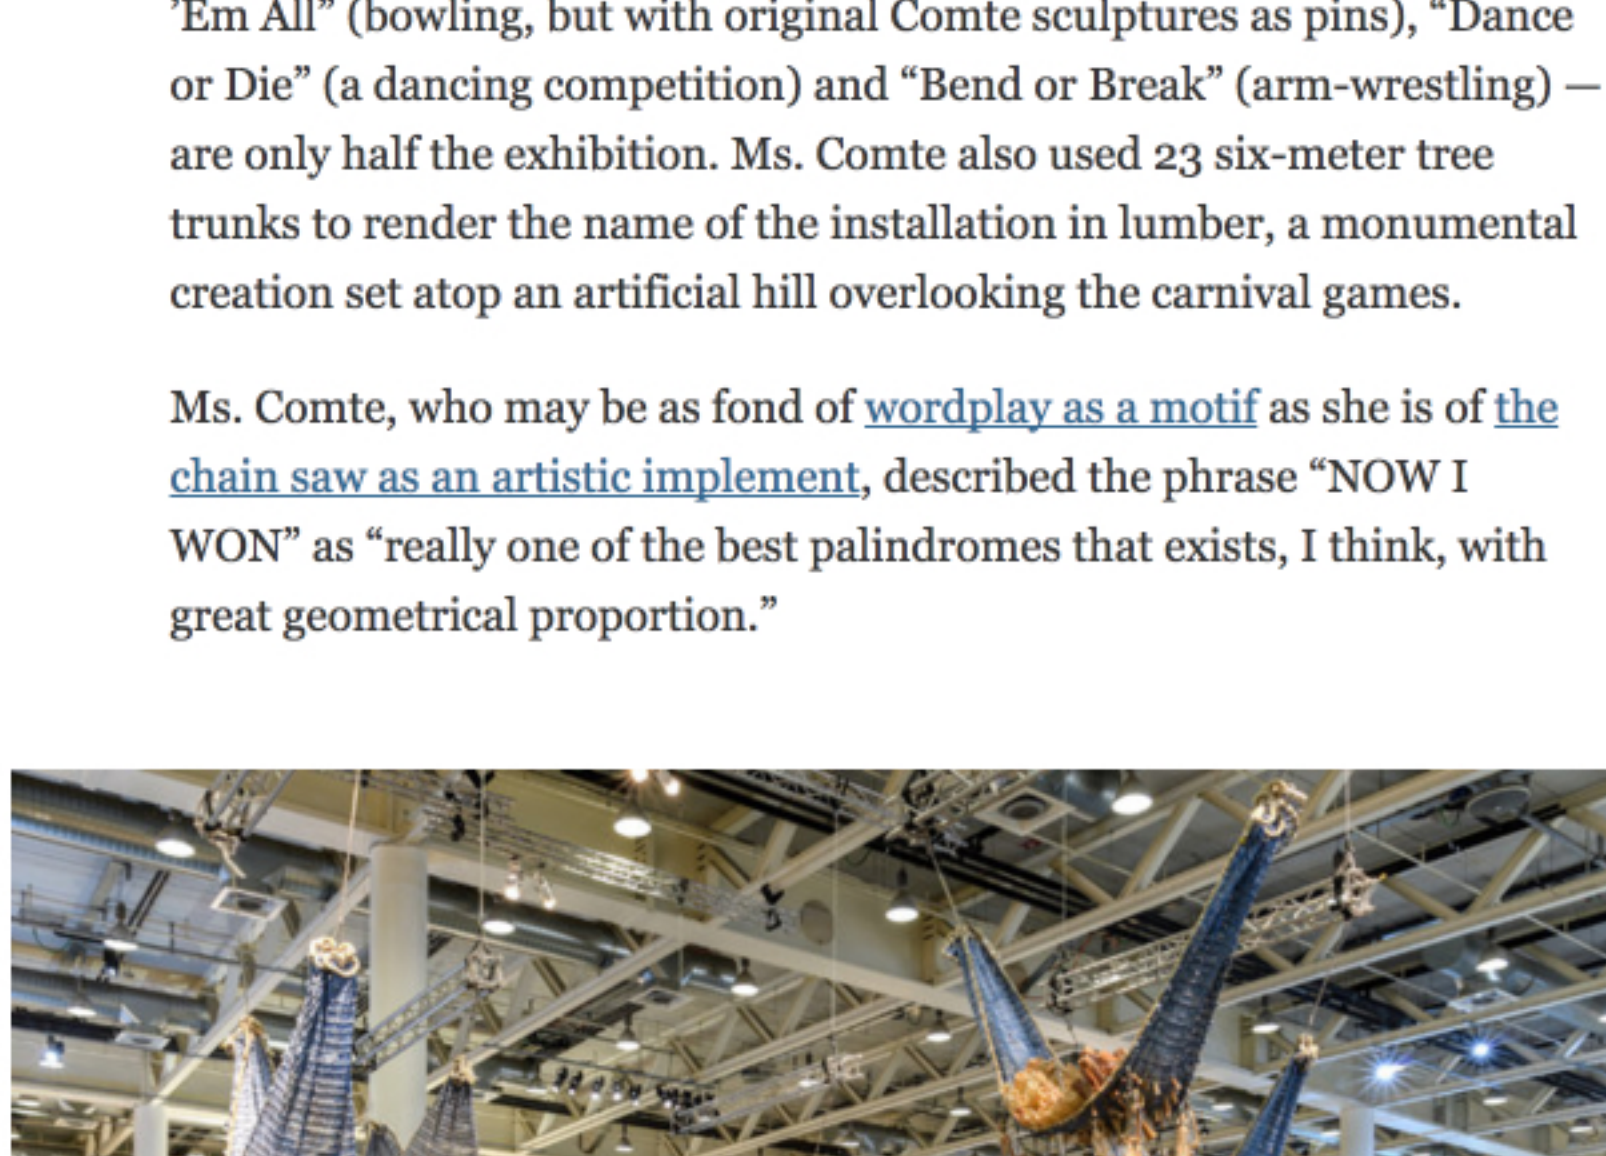 ’Em All” (bowling, but with original Comte sculptures as pins), “Dance
or Die” (a dancing competition) and “Bend or Break” (arm-wrestling) —
are only half the exhibition. Ms. Comte also used 23 six-meter tree
trunks to render the name of the installation in lumber, a monumental
creation set atop an artificial hill overlooking the carnival games.
Ms. Comte, who may be as fond of wordplay as a motif as she is of the
chain saw as an artistic implement, described the phrase “NOW I
WON” as “really one of the best palindromes that exists, I think, with
great geometrical proportion.”